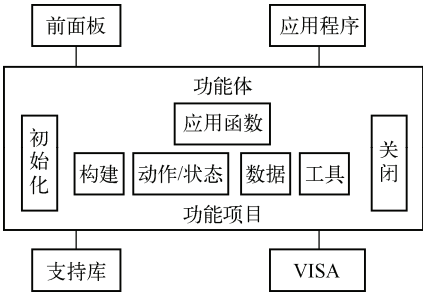 前面板
应用程序
功能体
应用函数
初始化
构建
动作/状态
数据
工具
关闭
功能项目
支持库
VISA